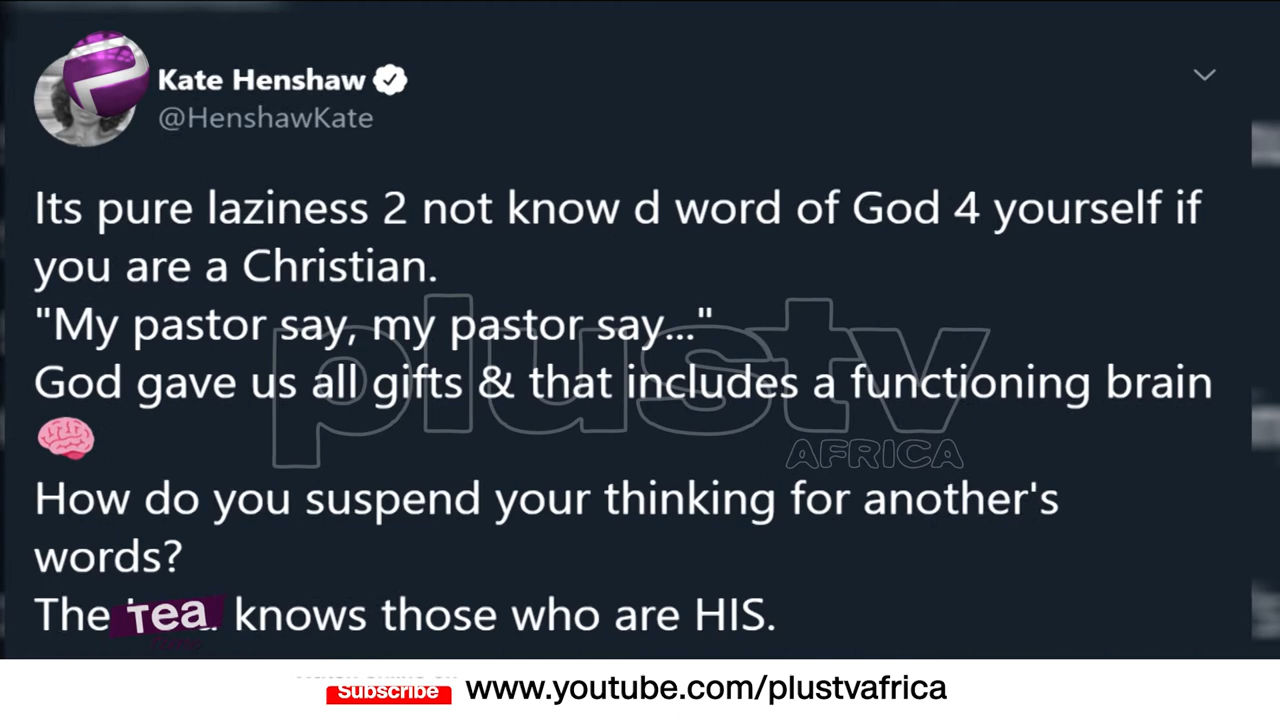 Kate Henshaw
@HenshawKate
Its pure laziness 2 not know d word of God 4 yourself if
you are a Christian.
"My pastor say, my pastor say..."
God gave us all gifts & that includes a functioning brain
How do you suspend your thinking for another's
words?
The Tea knows those who are HIS.
plustv
AFRICA
Subscribe www.youtube.com/plustvafrica